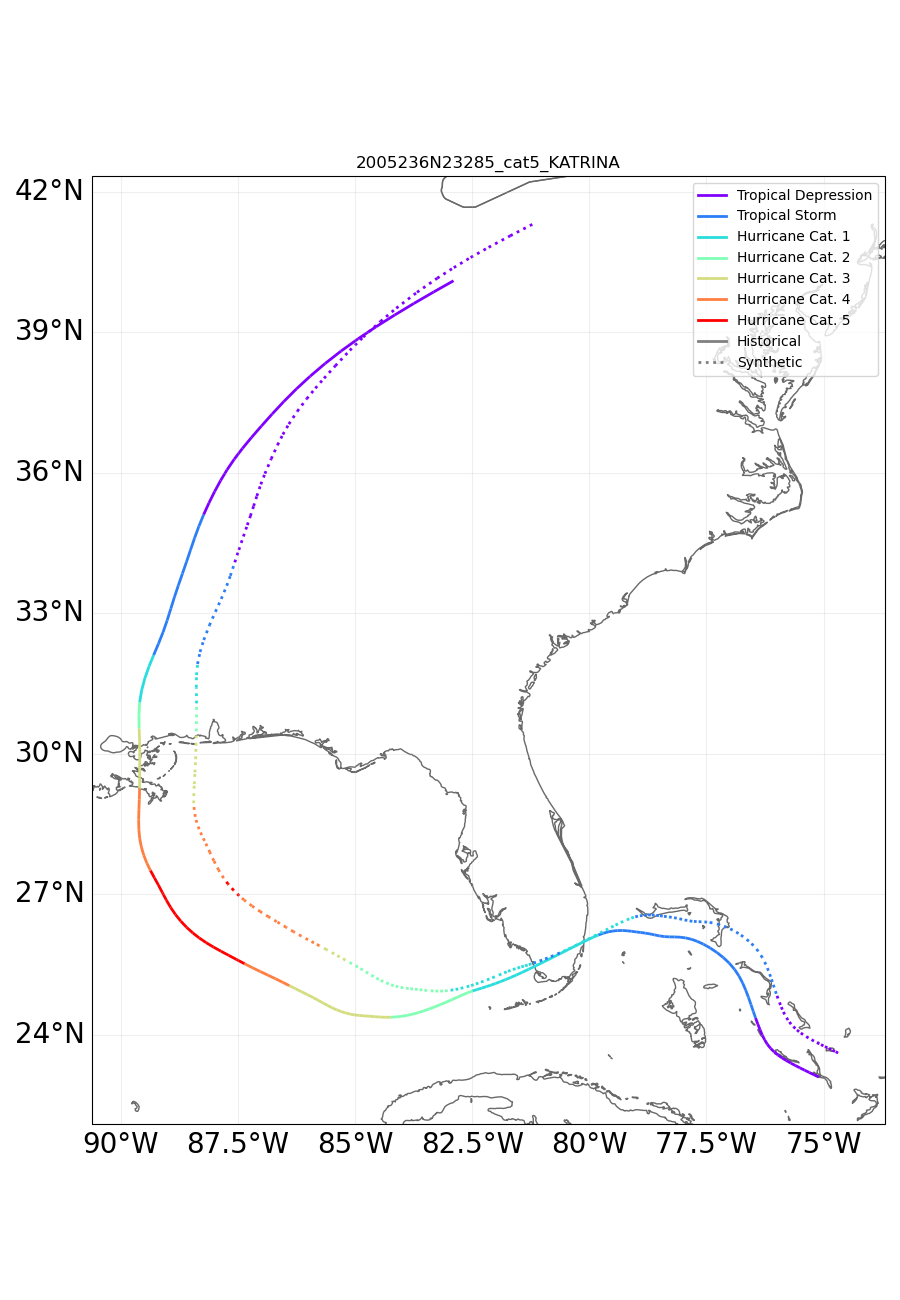 2005236N23285_cat5_KATRINA
42°N
39°N
36°N
33°N
30°N
27°N
24°N
90°W 87.5°W 85°W 82.5°W 80°W 77.5°W 75°W
Tropical Depression
Tropical Storm
Hurricane Cat. 1
Hurricane Cat. 2
Hurricane Cat. 3
Hurricane Cat. 4
Hurricane Cat. 5
Historical
Synthetic